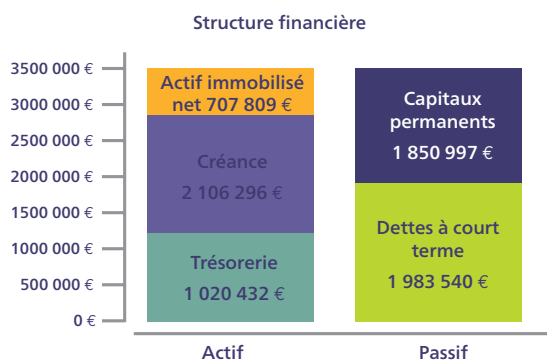 Structure financière
3500 000 €
3000 000 €
2500 000 €
2000 000 €
1500 000 €
1000 000 €
500 000 €
0 €
Actif immobilisé
net 707 809 €
Créance
2 106 296 €
Trésorerie
1 020 432 €
Capitaux
permanents
1 850 997 €
Dettes à court
terme
1 983 540 €
Actif
Passif